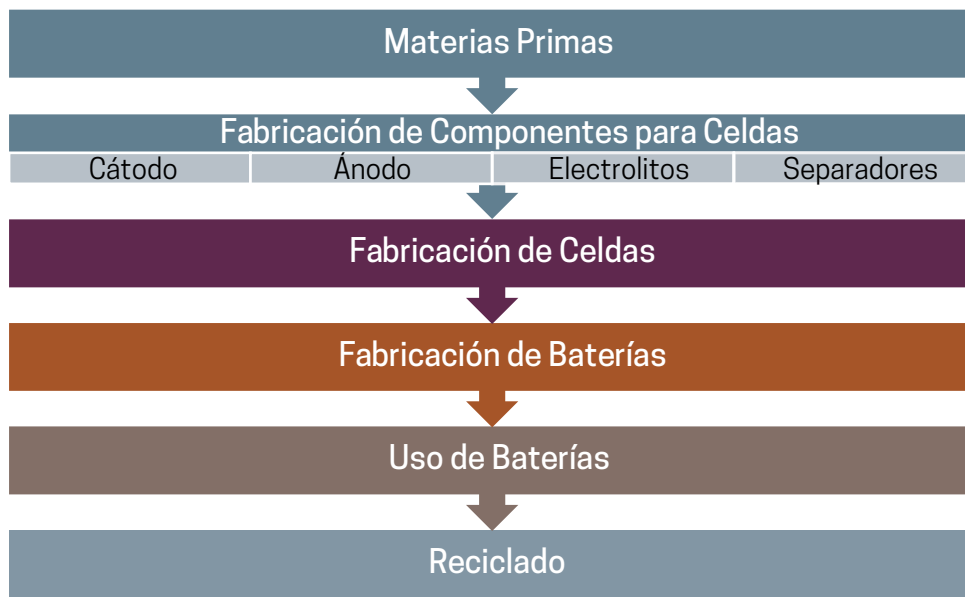 Materias Primas
Fabricación de Componentes para Celdas
Cátodo Ánodo Electrolitos Separadores
Fabricación de Celdas
Fabricación de Baterías
Uso de Baterías
Reciclado